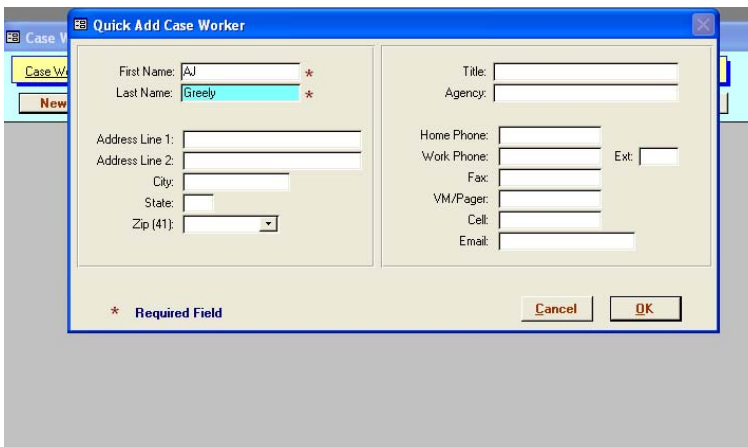 Quick Add Case Worker
Case W
Case Wo
New
First Name: AJ *
Last Name: Greely *
Address Line 1:
Address Line 2:
City:
State:
Zip (41):
Title:
Agency:
Home Phone:
Work Phone: Ext:
Fax:
VM/Pager:
Cell:
Email:
* Required Field
Cancel OK